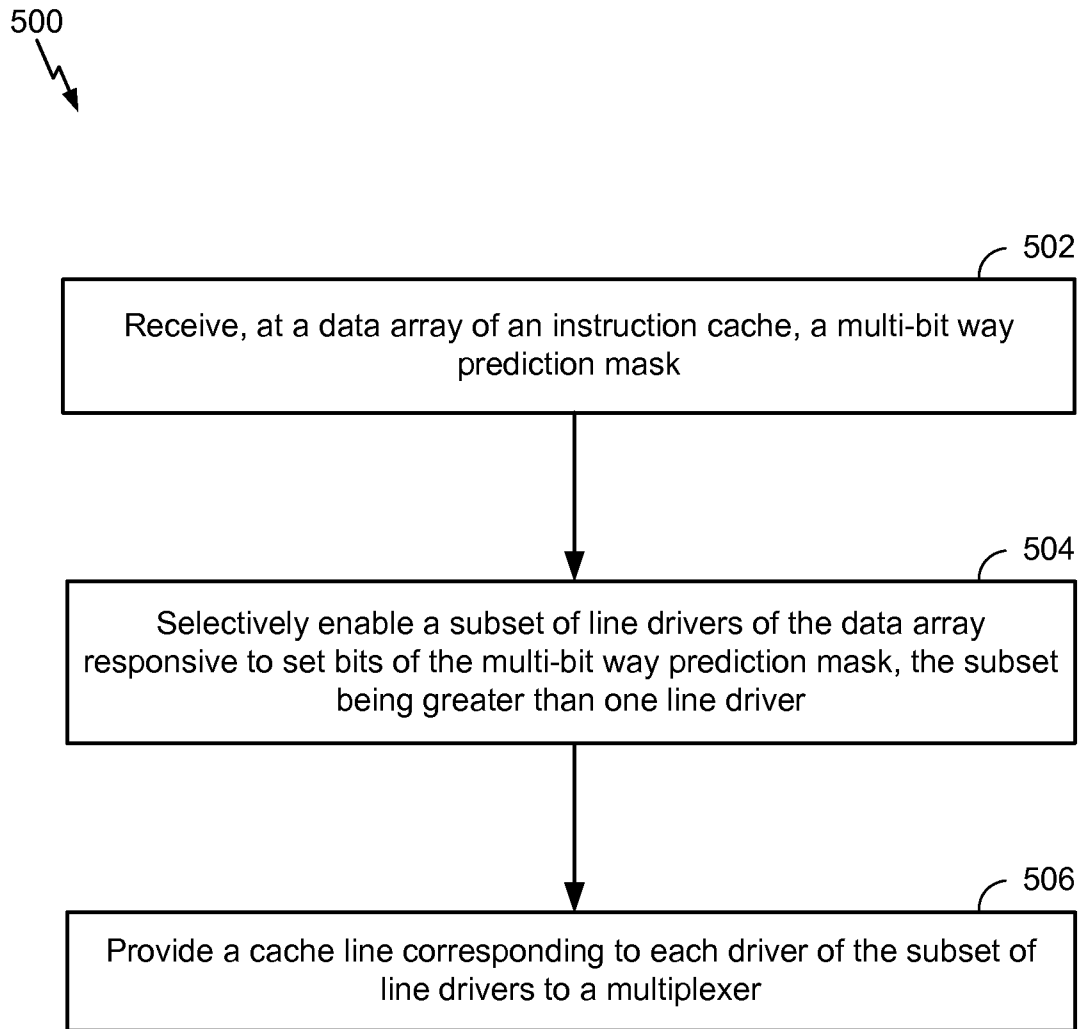 500
502
Receive, at a data array of an instruction cache, a multi-bit way
prediction mask
504
Selectively enable a subset of line drivers of the data array
responsive to set bits of the multi-bit way prediction mask, the subset
being greater than one line driver
506
Provide a cache line corresponding to each driver of the subset of
line drivers to a multiplexer